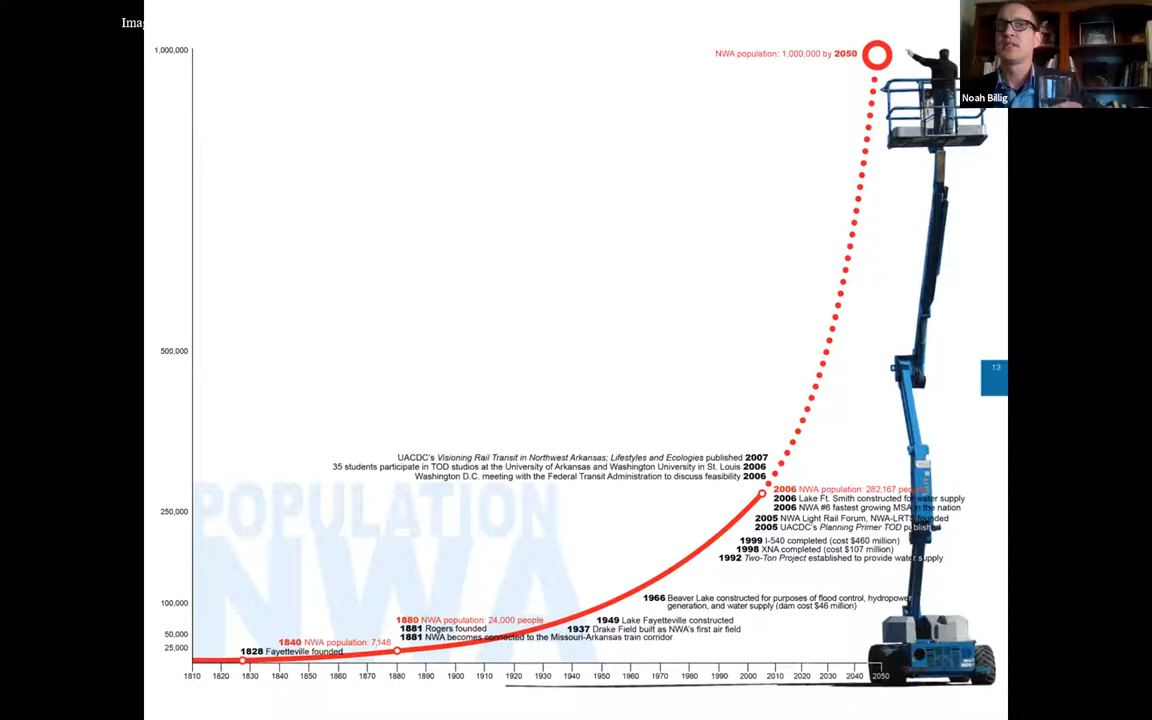 Imag
1,000,000
NWA population: 1,000,000 by 2050
Noah Billig
500,000
13
UACDC's Visioning Rail Transit in Northwest Arkansas; Lifestyles and Ecologies published 2007
35 students participate in TOD studios at the University of Arkansas and Washington University in St. Louis 2006
Washington D.C. meeting with the Federal Transit Administration to discuss feasibility 2006
2006 NWA population: 282,167 people
2006 Lake Ft. Smith constructed for water supply
2006 NWA #6 fastest growing MSA in the nation
250,000
2005 NWA Light Rail Forum, NWA-LRTS founded
2005 UACDC's Planning Primer TOD published
1999 I-540 completed (cost $460 million)
1998 XNA completed (cost $107 million)
1992 Two-Ton Project established to provide water supply
POPULATION
NWA
100,000
1966 Beaver Lake constructed for purposes of flood control, hydropower
generation, and water supply (dam cost $46 million)
1949 Lake Fayetteville constructed
1937 Drake Field built as NWA's first air field
1880 NWA population: 24,000 people
1881 Rogers founded
1881 NWA becomes connected to the Missouri-Arkansas train corridor
50,000
25,000
1840 NWA population: 7,148
1828 Fayetteville founded
1810 1820 1830 1840 1850 1860 1870 1880 1890 1900 1910 1920 1930 1940 1950 1960 1970 1980 1990 2000 2010 2020 2030 2040 2050